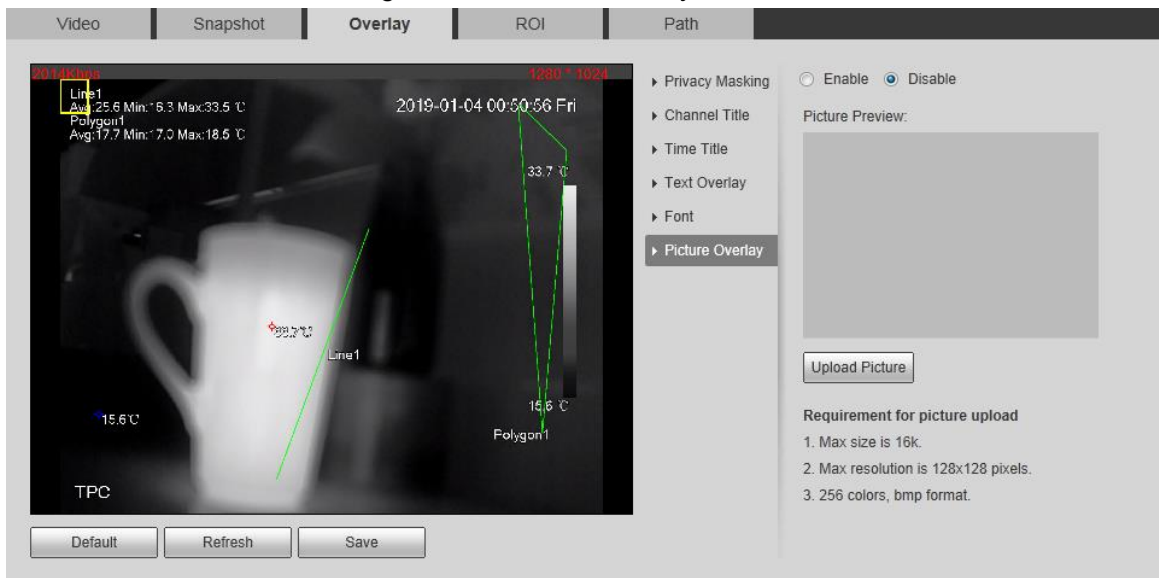 Video Snapshot Overlay ROI Path
1280 * 1024
Line1
Avg:25.6 Min:16.3 Max:33.5 ℃
2019-01-04 00:50:56 Fri
Polygon1
Avg:17.7 Min:17.0 Max:18.5 ℃
33.7 ℃
Line1
15.6 ℃
15.6℃
Polygon1
TPC
Default Refresh Save
Privacy Masking
Channel Title
Time Title
Text Overlay
Font
Picture Overlay
Enable Disable
Picture Preview:
Upload Picture
Requirement for picture upload
1. Max size is 16k.
2. Max resolution is 128x128 pixels.
3. 256 colors, bmp format.